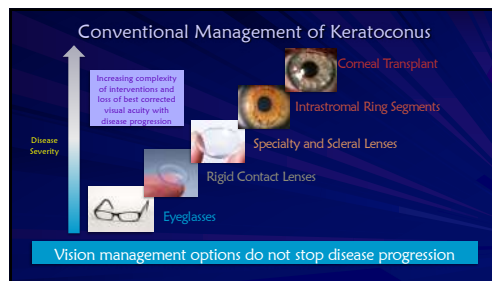 Conventional Management of Keratoconus
Corneal Transplant
Increasing complexity
of interventions and
loss of best corrected
visual acuity with
disease progression
Intrastromal Ring Segments
Disease
Severity
Specialty and Scleral Lenses
Rigid Contact Lenses
Eyeglasses
Vision management options do not stop disease progression